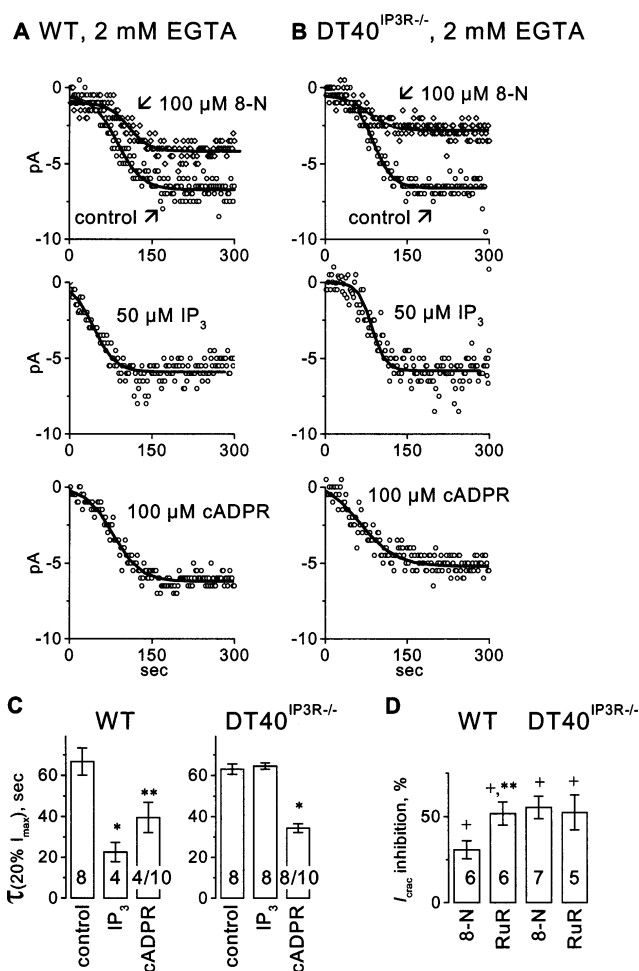 A WT, 2 mM EGTA
B DT40IP3R-/-, 2 mM EGTA
0
-5
-10
pA
↙ 100 µM 8-N
control ↗
0 150 300
0
-5
-10
↙ 100 µM 8-N
control ↗
0 150 300
0
-5
-10
pA
50 µM IP3
0 150 300
0
-5
-10
50 µM IP3
0 150 300
0
-5
-10
pA
100 µM cADPR
0 150 300
sec
0
-5
-10
100 µM cADPR
0 150 300
sec
C
WT DT40IP3R-/-
τ(20% Imax), sec
60
40
20
0
* **
8 4 4/10
control IP3 cADPR
60
40
20
0
*
8 8 8/10
control IP3 cADPR
D
WT DT40IP3R-/-
Icrac inhibition, %
50
0
+ +,** + +
6 6 7 5
8-N RuR 8-N RuR